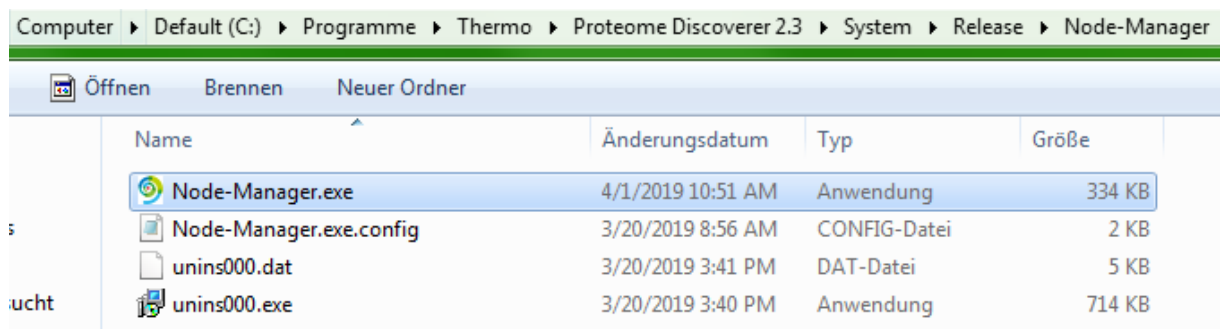 Computer ▸ Default (C:) ▸ Programme ▸ Thermo ▸ Proteome Discoverer 2.3 ▸ System ▸ Release ▸ Node-Manager
Öffnen Brennen Neuer Ordner
Name Änderungsdatum Typ Größe
Node-Manager.exe 4/1/2019 10:51 AM Anwendung 334 KB
s Node-Manager.exe.config 3/20/2019 8:56 AM CONFIG-Datei 2 KB
unins000.dat 3/20/2019 3:41 PM DAT-Datei 5 KB
sucht unins000.exe 3/20/2019 3:40 PM Anwendung 714 KB